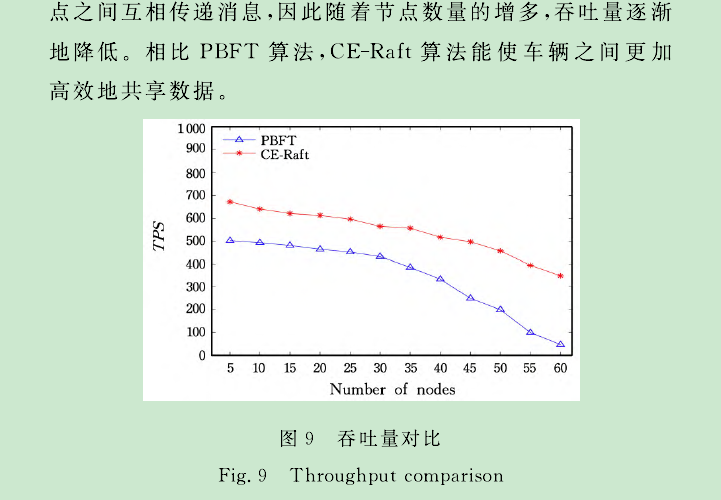 点之间互相传递消息,因此随着节点数量的增多,吞吐量逐渐
地降低。相比 PBFT 算法,CE-Raft 算法能使车辆之间更加
高效地共享数据。
1000
900
800
700
600
500
400
300
200
100
0
TPS
PBFT
CE-Raft
5 10 15 20 25 30 35 40 45 50 55 60
Number of nodes
图 9 吞吐量对比
Fig. 9 Throughput comparison